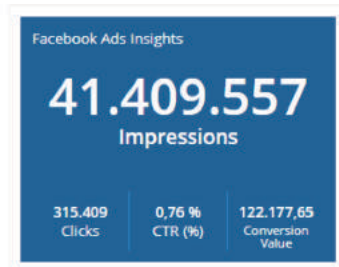 Facebook Ads Insights
41.409.557
Impressions
315.409 0,76 % 122.177,65
Clicks CTR (%) Conversion
Value